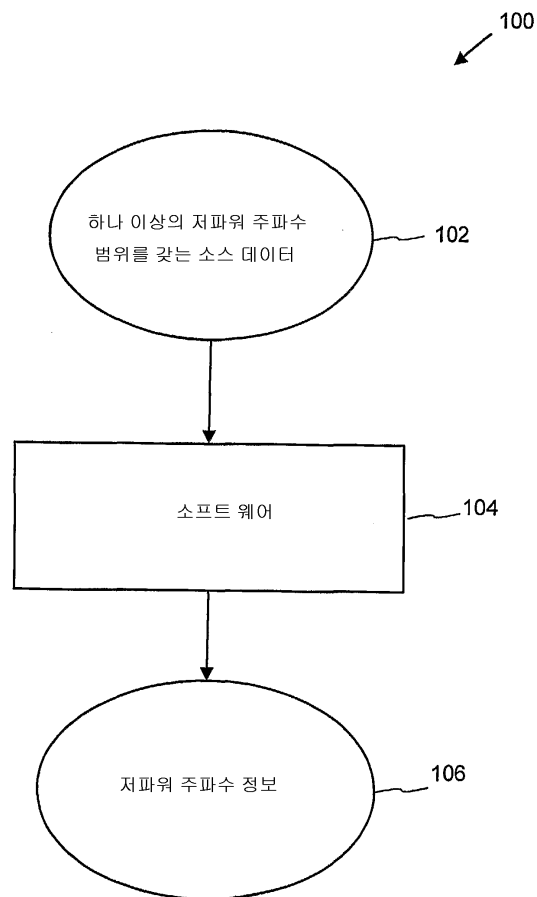 100
하나 이상의 저파워 주파수
범위를 갖는 소스 데이터
102
소프트 웨어
104
저파워 주파수 정보
106